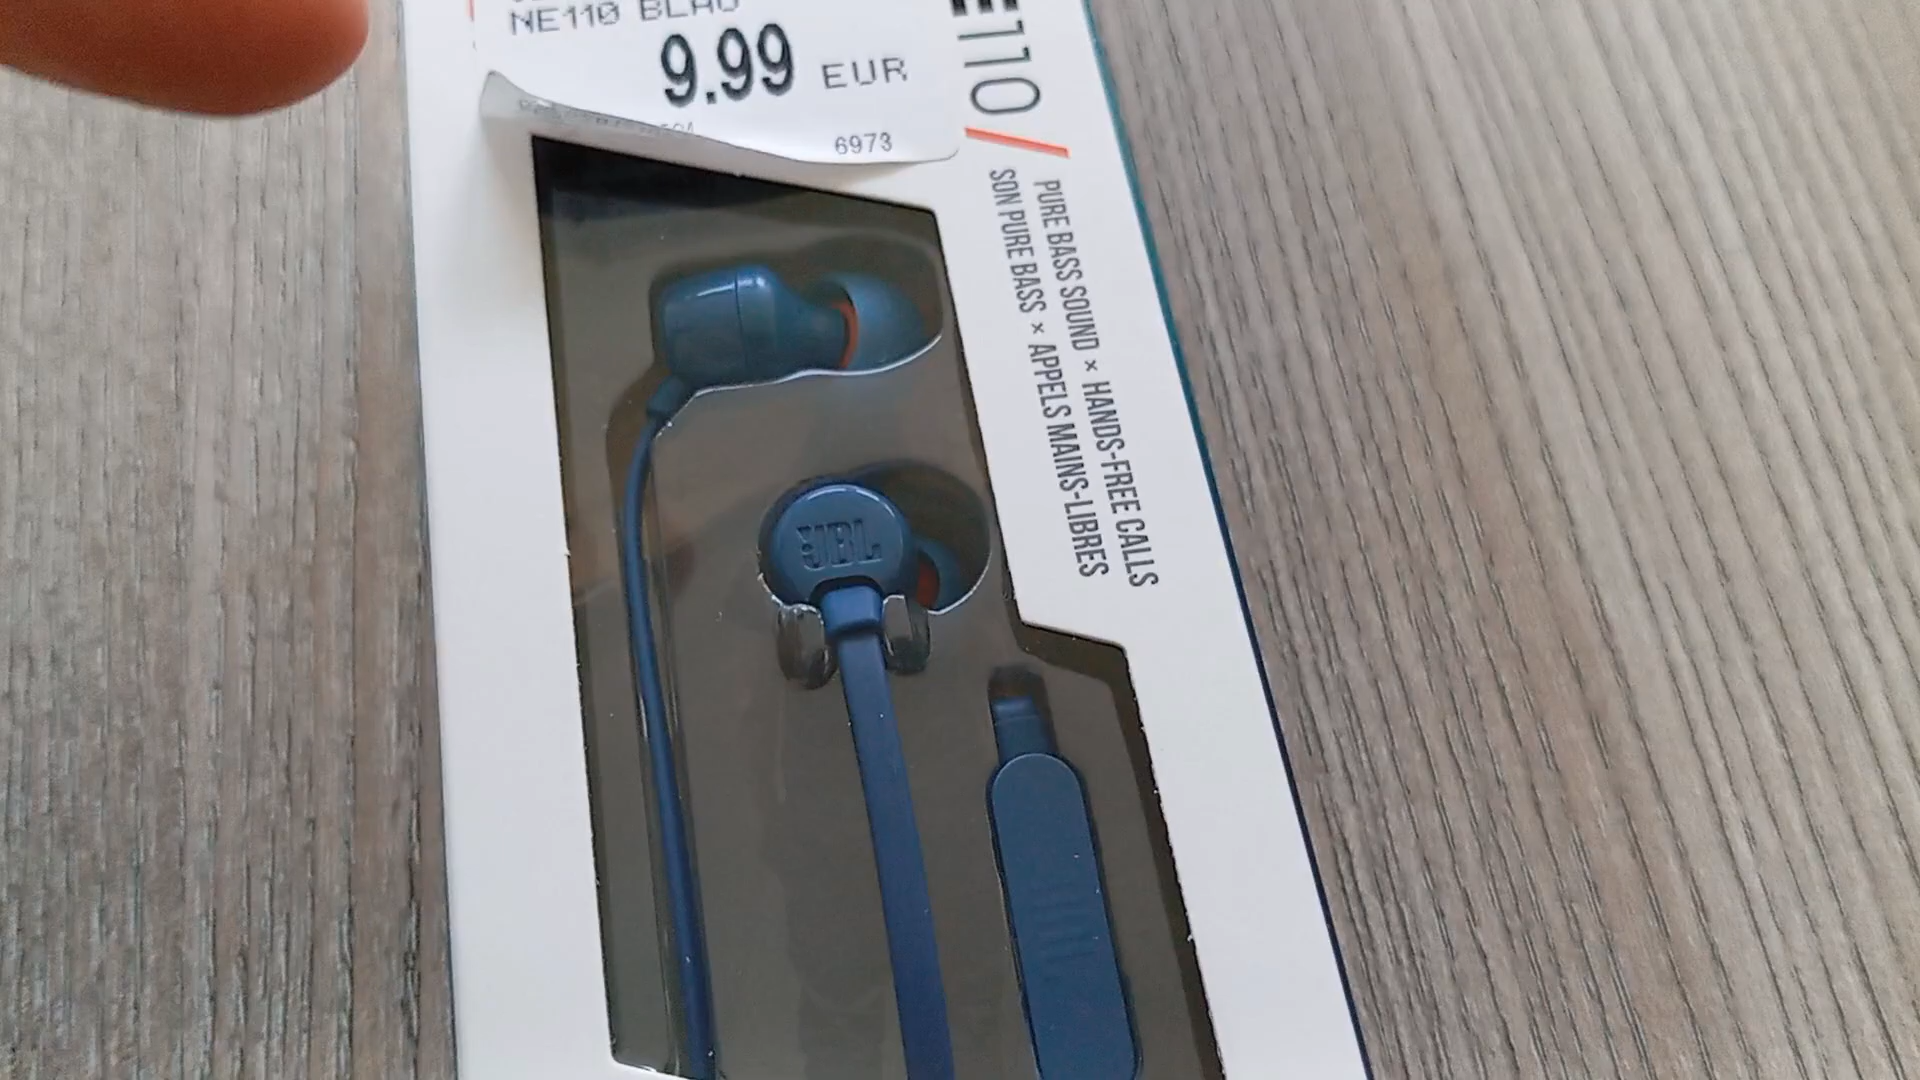 NE110 BLAU
9.99 EUR
6973
E110
PURE BASS SOUND × HANDS-FREE CALLS
SON PURE BASS × APPELS MAINS-LIBRES
JBL